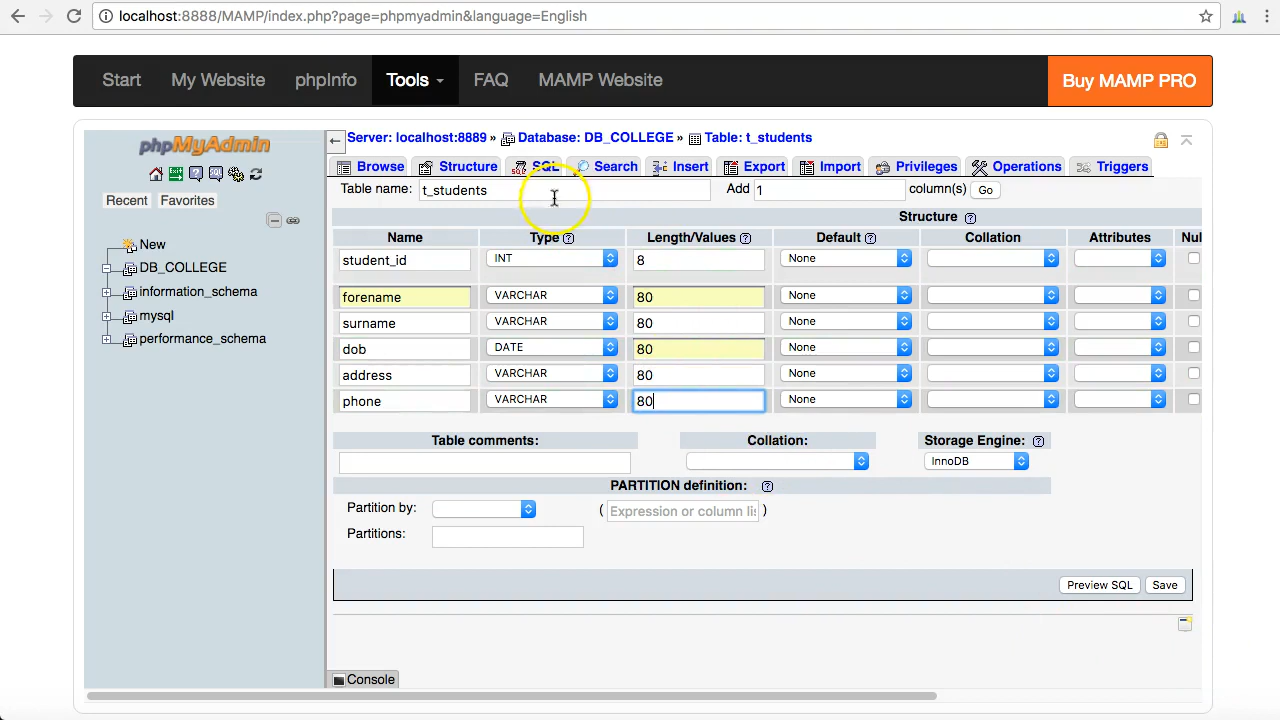 localhost:8888/MAMP/index.php?page=phpmyadmin&language=English
Start My Website phpInfo Tools FAQ MAMP Website Buy MAMP PRO
phpMyAdmin
Recent Favorites
New
DB_COLLEGE
information_schema
mysql
performance_schema
Server: localhost:8889 » Database: DB_COLLEGE » Table: t_students
Browse Structure SQL Search Insert Export Import Privileges Operations Triggers
Table name: t_students Add 1 column(s) Go
Structure
Name Type Length/Values Default Collation Attributes Nul
student_id INT 8 None
forename VARCHAR 80 None
surname VARCHAR 80 None
dob DATE 80 None
address VARCHAR 80 None
phone VARCHAR 80 None
Table comments: Collation: Storage Engine:
InnoDB
PARTITION definition:
Partition by: ( Expression or column lis )
Partitions:
Preview SQL Save
Console